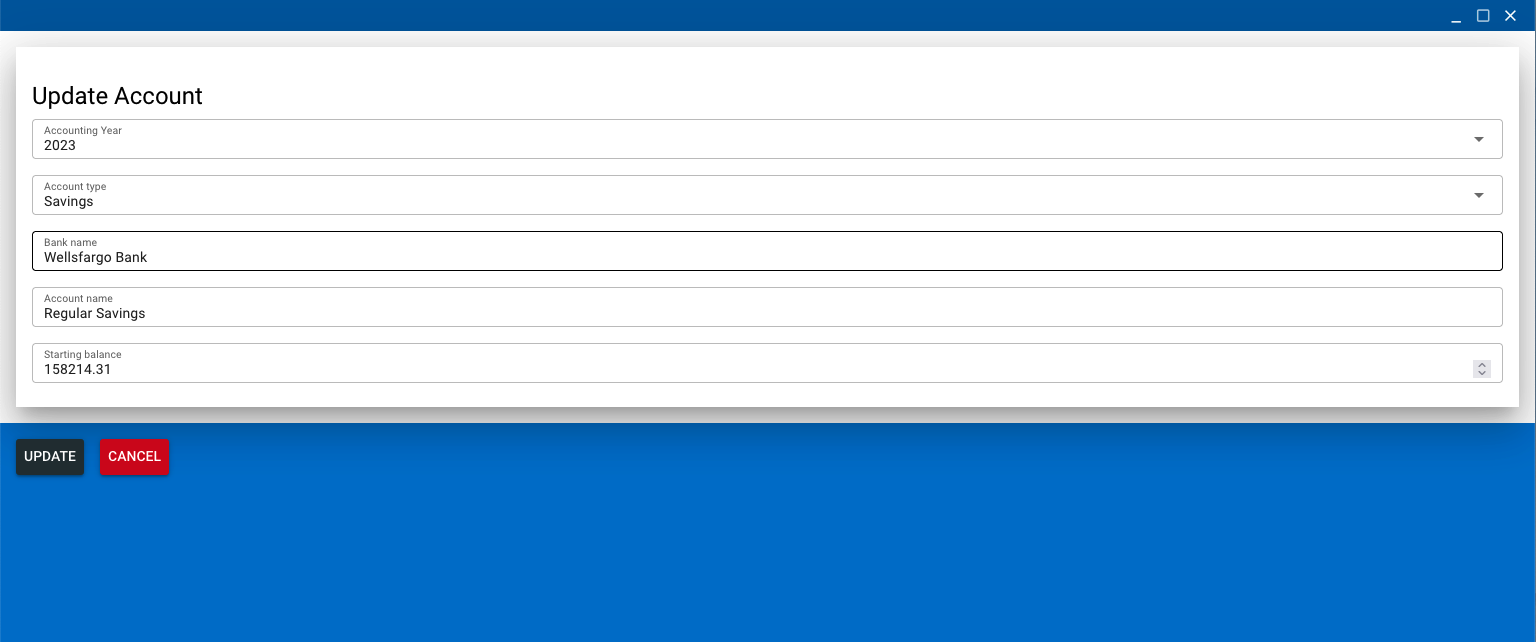 Update Account
Accounting Year
2023
Account type
Savings
Bank name
Wellsfargo Bank
Account name
Regular Savings
Starting balance
158214.31
UPDATE CANCEL